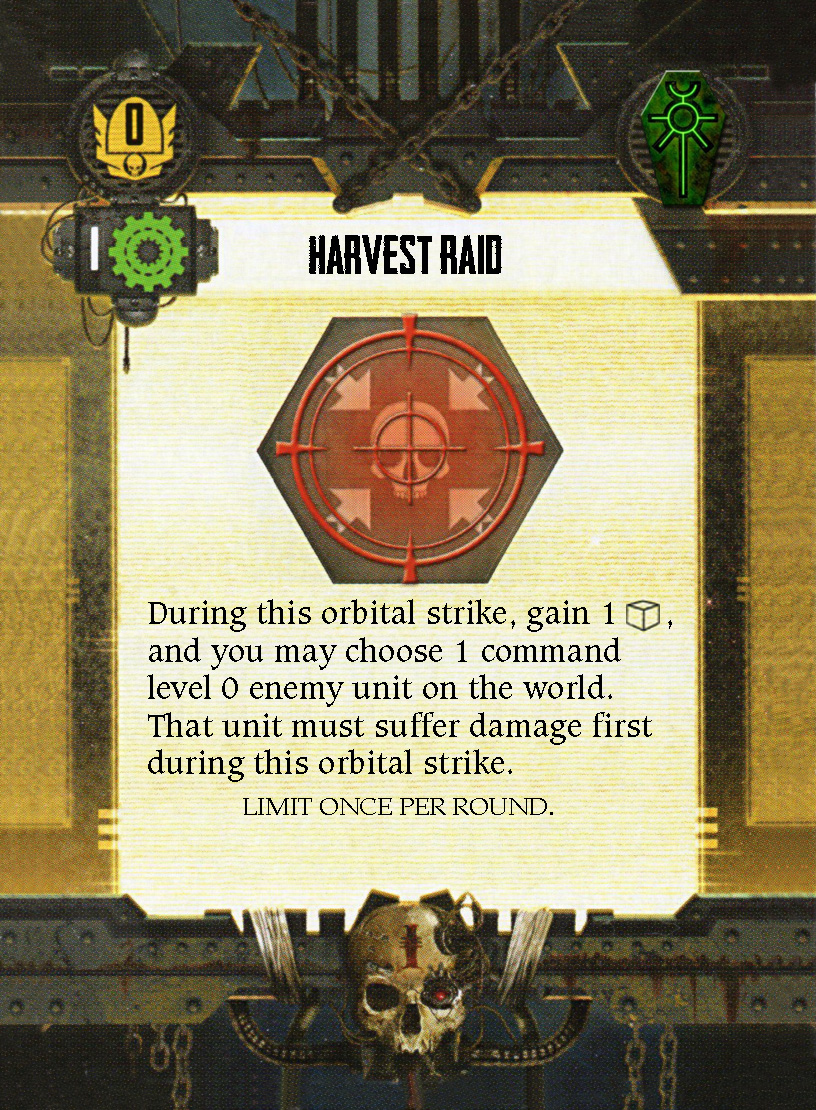 0
1
HARVEST RAID
During this orbital strike, gain 1 ,
and you may choose 1 command
level 0 enemy unit on the world.
That unit must suffer damage first
during this orbital strike.
LIMIT ONCE PER ROUND.